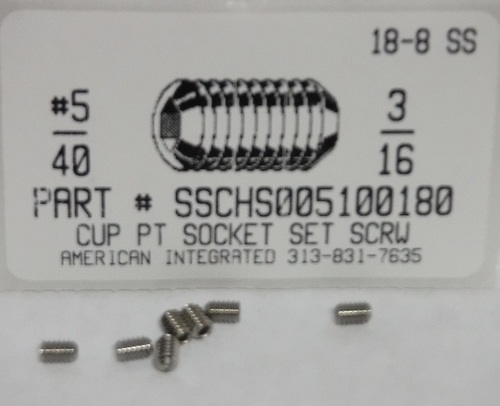 18-8 SS
#5
40
3
16
PART # SSCHS005100180
CUP PT SOCKET SET SCRW
AMERICAN INTEGRATED 313-831-7635